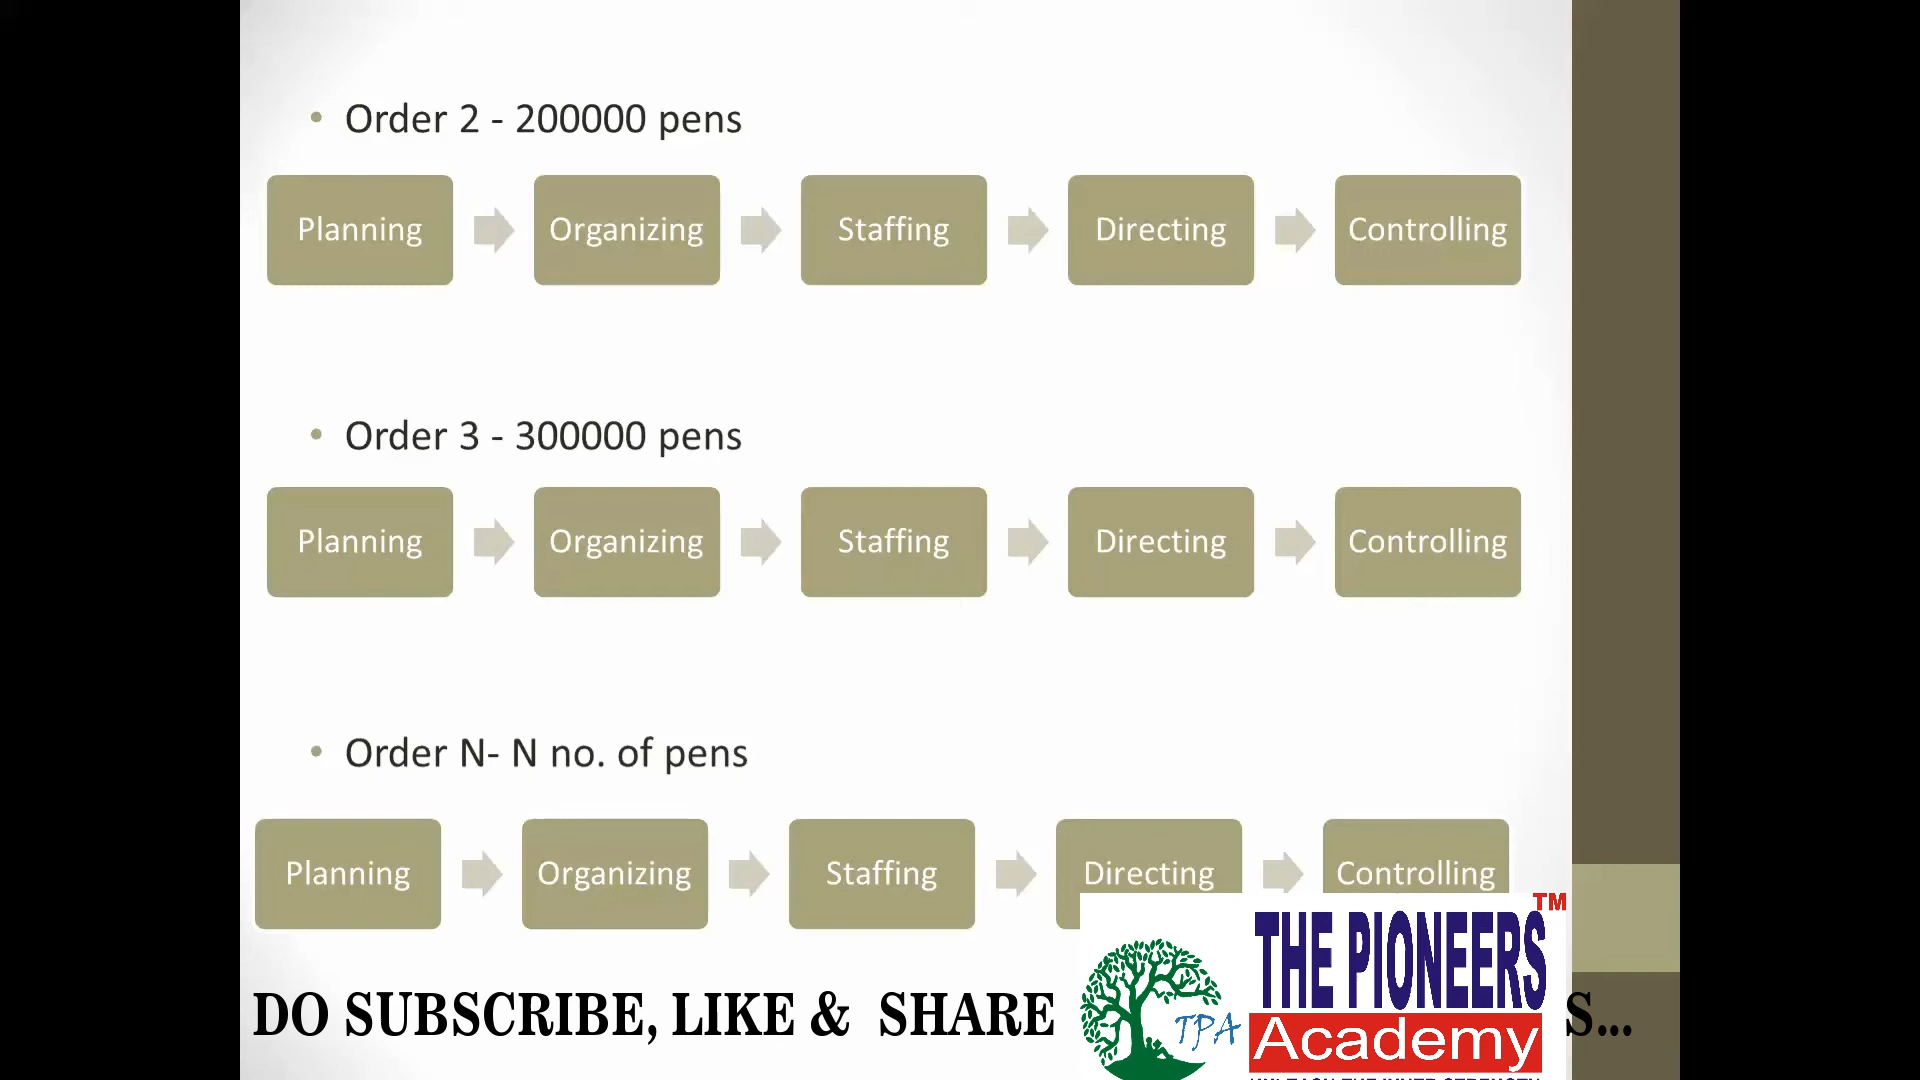 • Order 2 - 200000 pens
Planning Organizing Staffing Directing Controlling
• Order 3 - 300000 pens
Planning Organizing Staffing Directing Controlling
• Order N- N no. of pens
Planning Organizing Staffing Directing Controlling
TM
THE PIONEERS
TPA
Academy
DO SUBSCRIBE, LIKE & SHARE S...